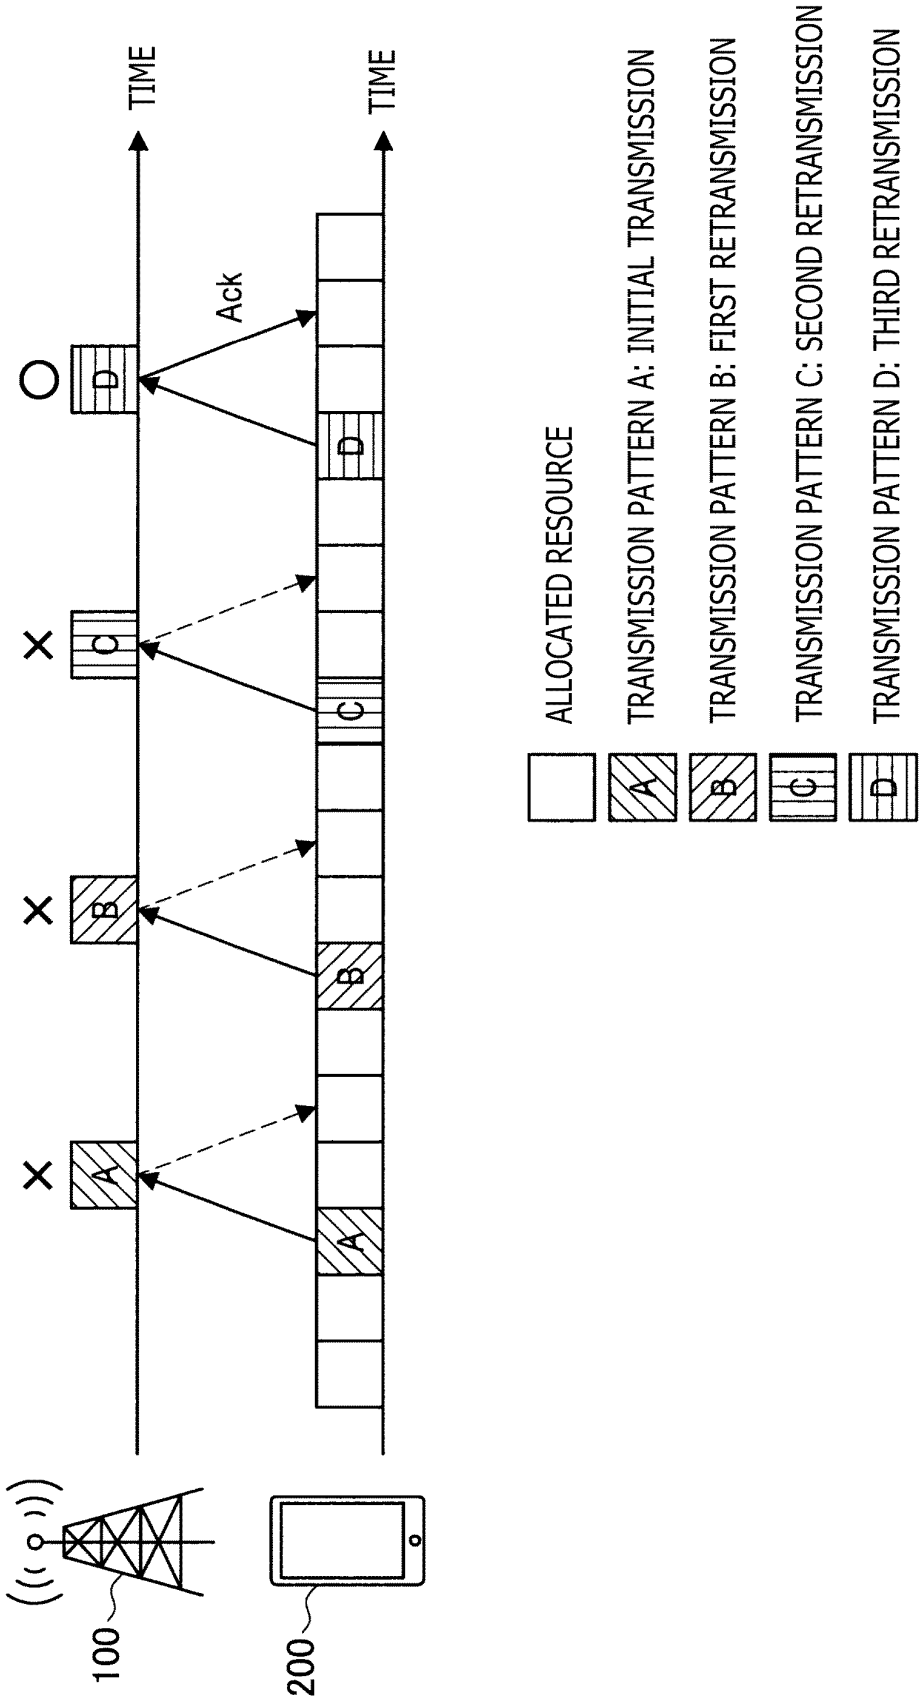 100
A
B
C
D
TIME
Ack
200
A
B
C
D
TIME
ALLOCATED RESOURCE
A TRANSMISSION PATTERN A: INITIAL TRANSMISSION
B TRANSMISSION PATTERN B: FIRST RETRANSMISSION
C TRANSMISSION PATTERN C: SECOND RETRANSMISSION
D TRANSMISSION PATTERN D: THIRD RETRANSMISSION